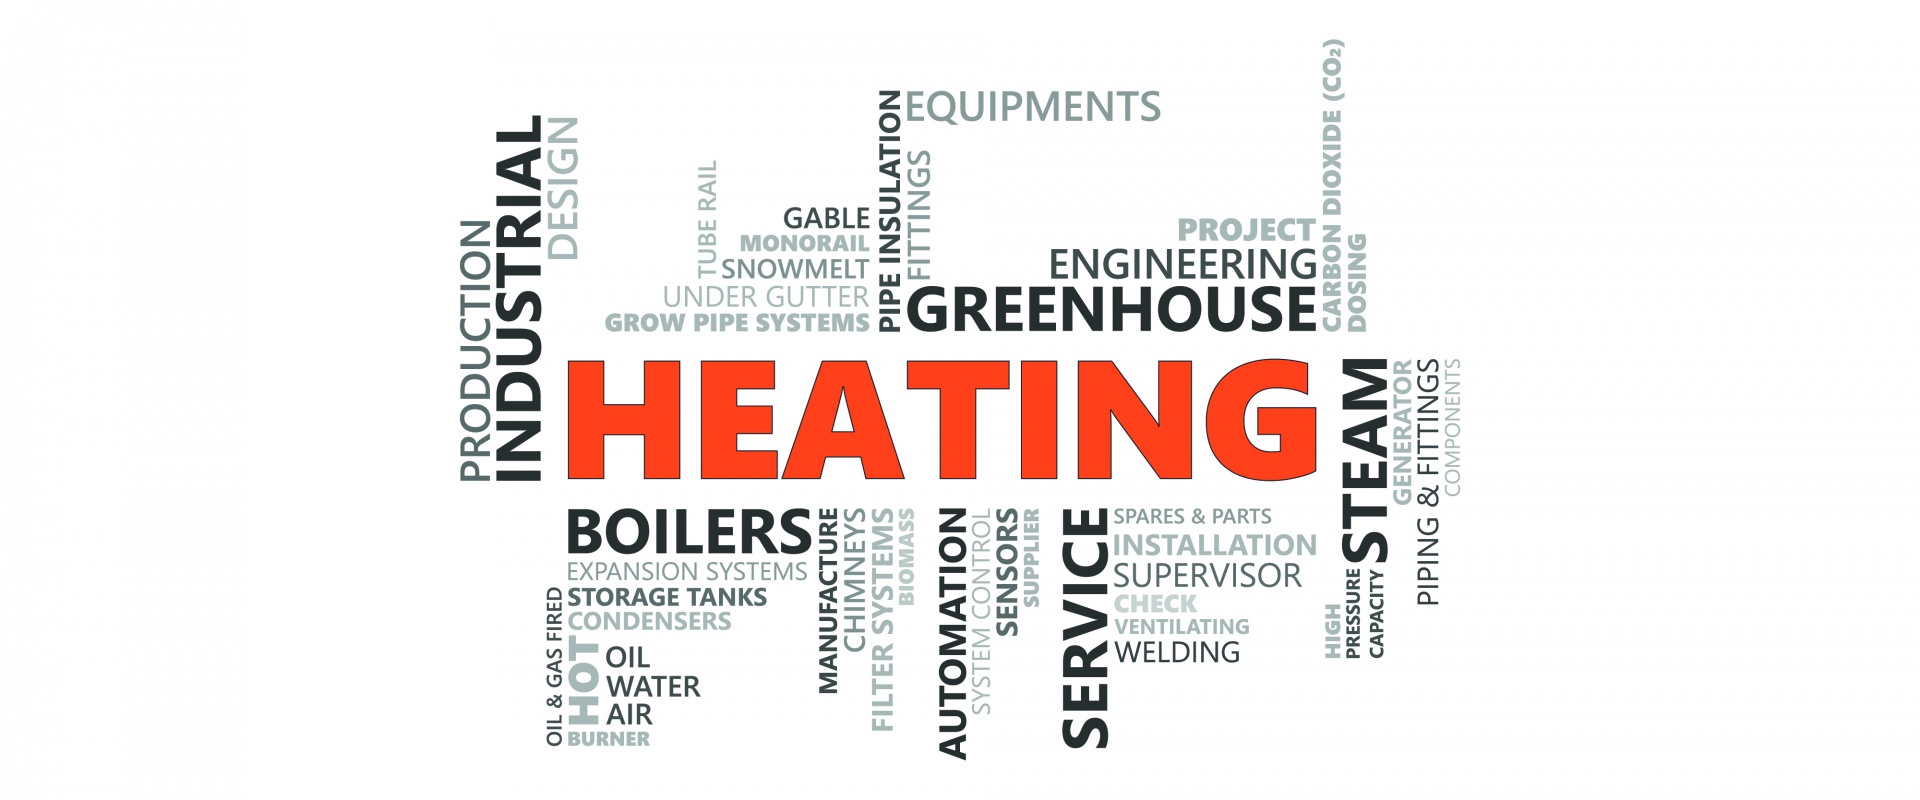 PRODUCTION
INDUSTRIAL
DESIGN
TUBE RAIL
GABLE
MONORAIL
SNOWMELT
UNDER GUTTER
GROW PIPE SYSTEMS
PIPE INSULATION
EQUIPMENTS
FITTINGS
PROJECT
ENGINEERING
GREENHOUSE
CARBON DIOXIDE (CO₂)
DOSING
HEATING
STEAM
GENERATOR
PIPING & FITTINGS
COMPONENTS
HIGH
PRESSURE
CAPACITY
BOILERS
EXPANSION SYSTEMS
STORAGE TANKS
CONDENSERS
OIL & GAS FIRED
HOT
OIL
WATER
AIR
BURNER
MANUFACTURE
CHIMNEYS
FILTER SYSTEMS
BIOMASS
AUTOMATION
SYSTEM CONTROL
SENSORS
SUPPLIER
SERVICE
SPARES & PARTS
INSTALLATION
SUPERVISOR
CHECK
VENTILATING
WELDING